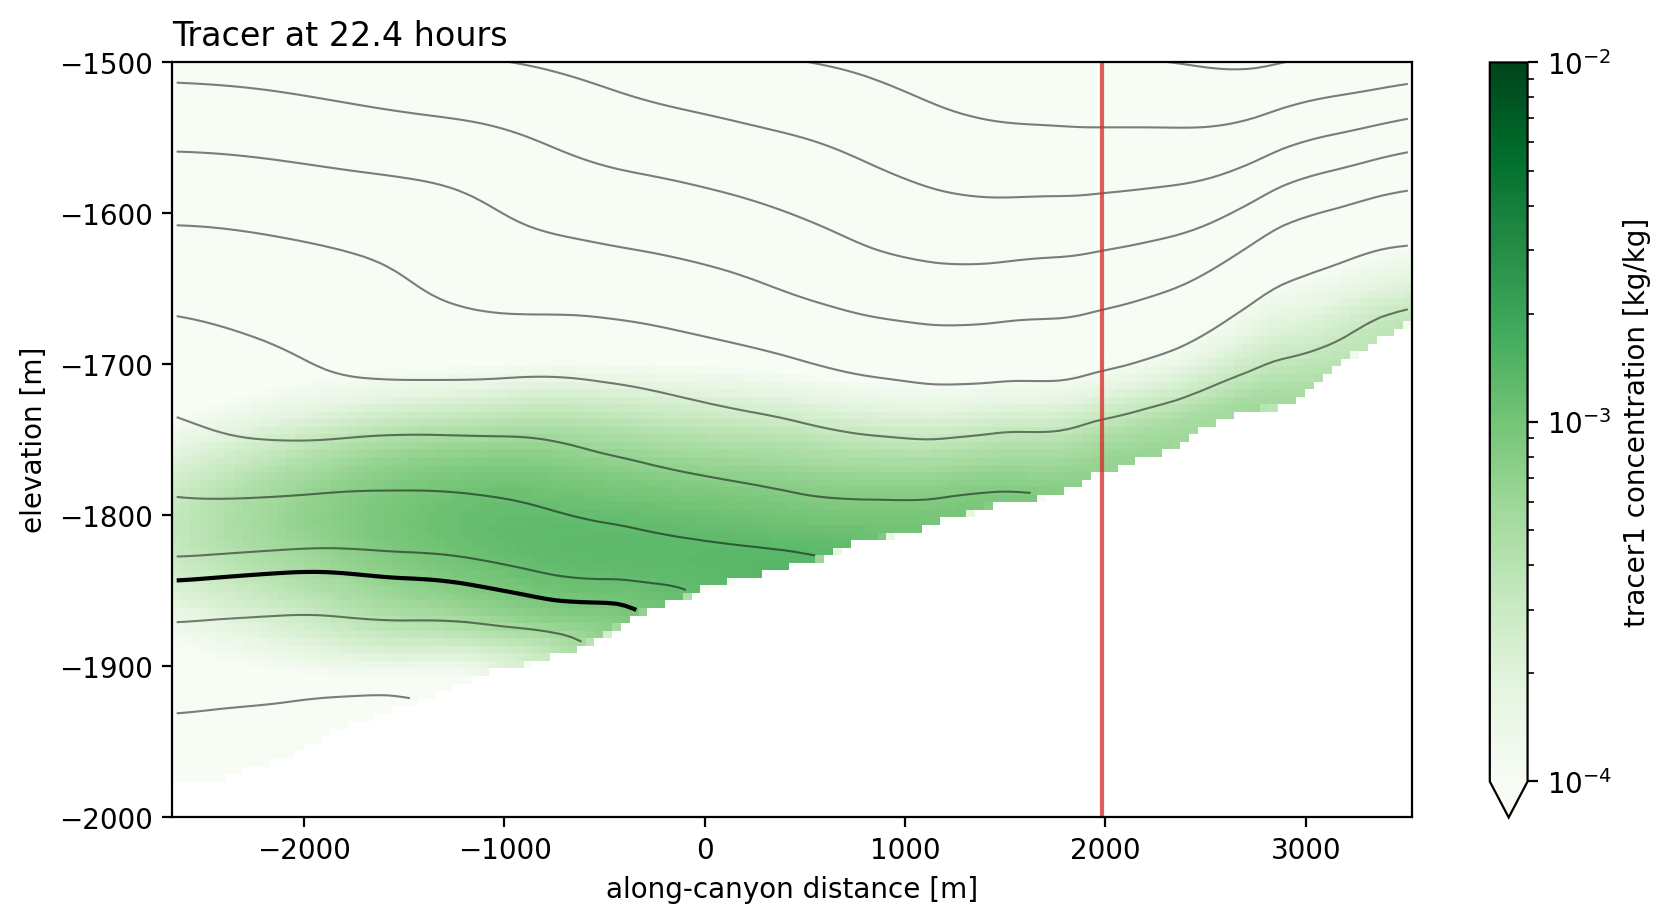 Tracer at 22.4 hours
−1500
−1600
−1700
−1800
−1900
−2000
elevation [m]
−2000 −1000 0 1000 2000 3000
along-canyon distance [m]
10⁻²
10⁻³
10⁻⁴
tracer1 concentration [kg/kg]